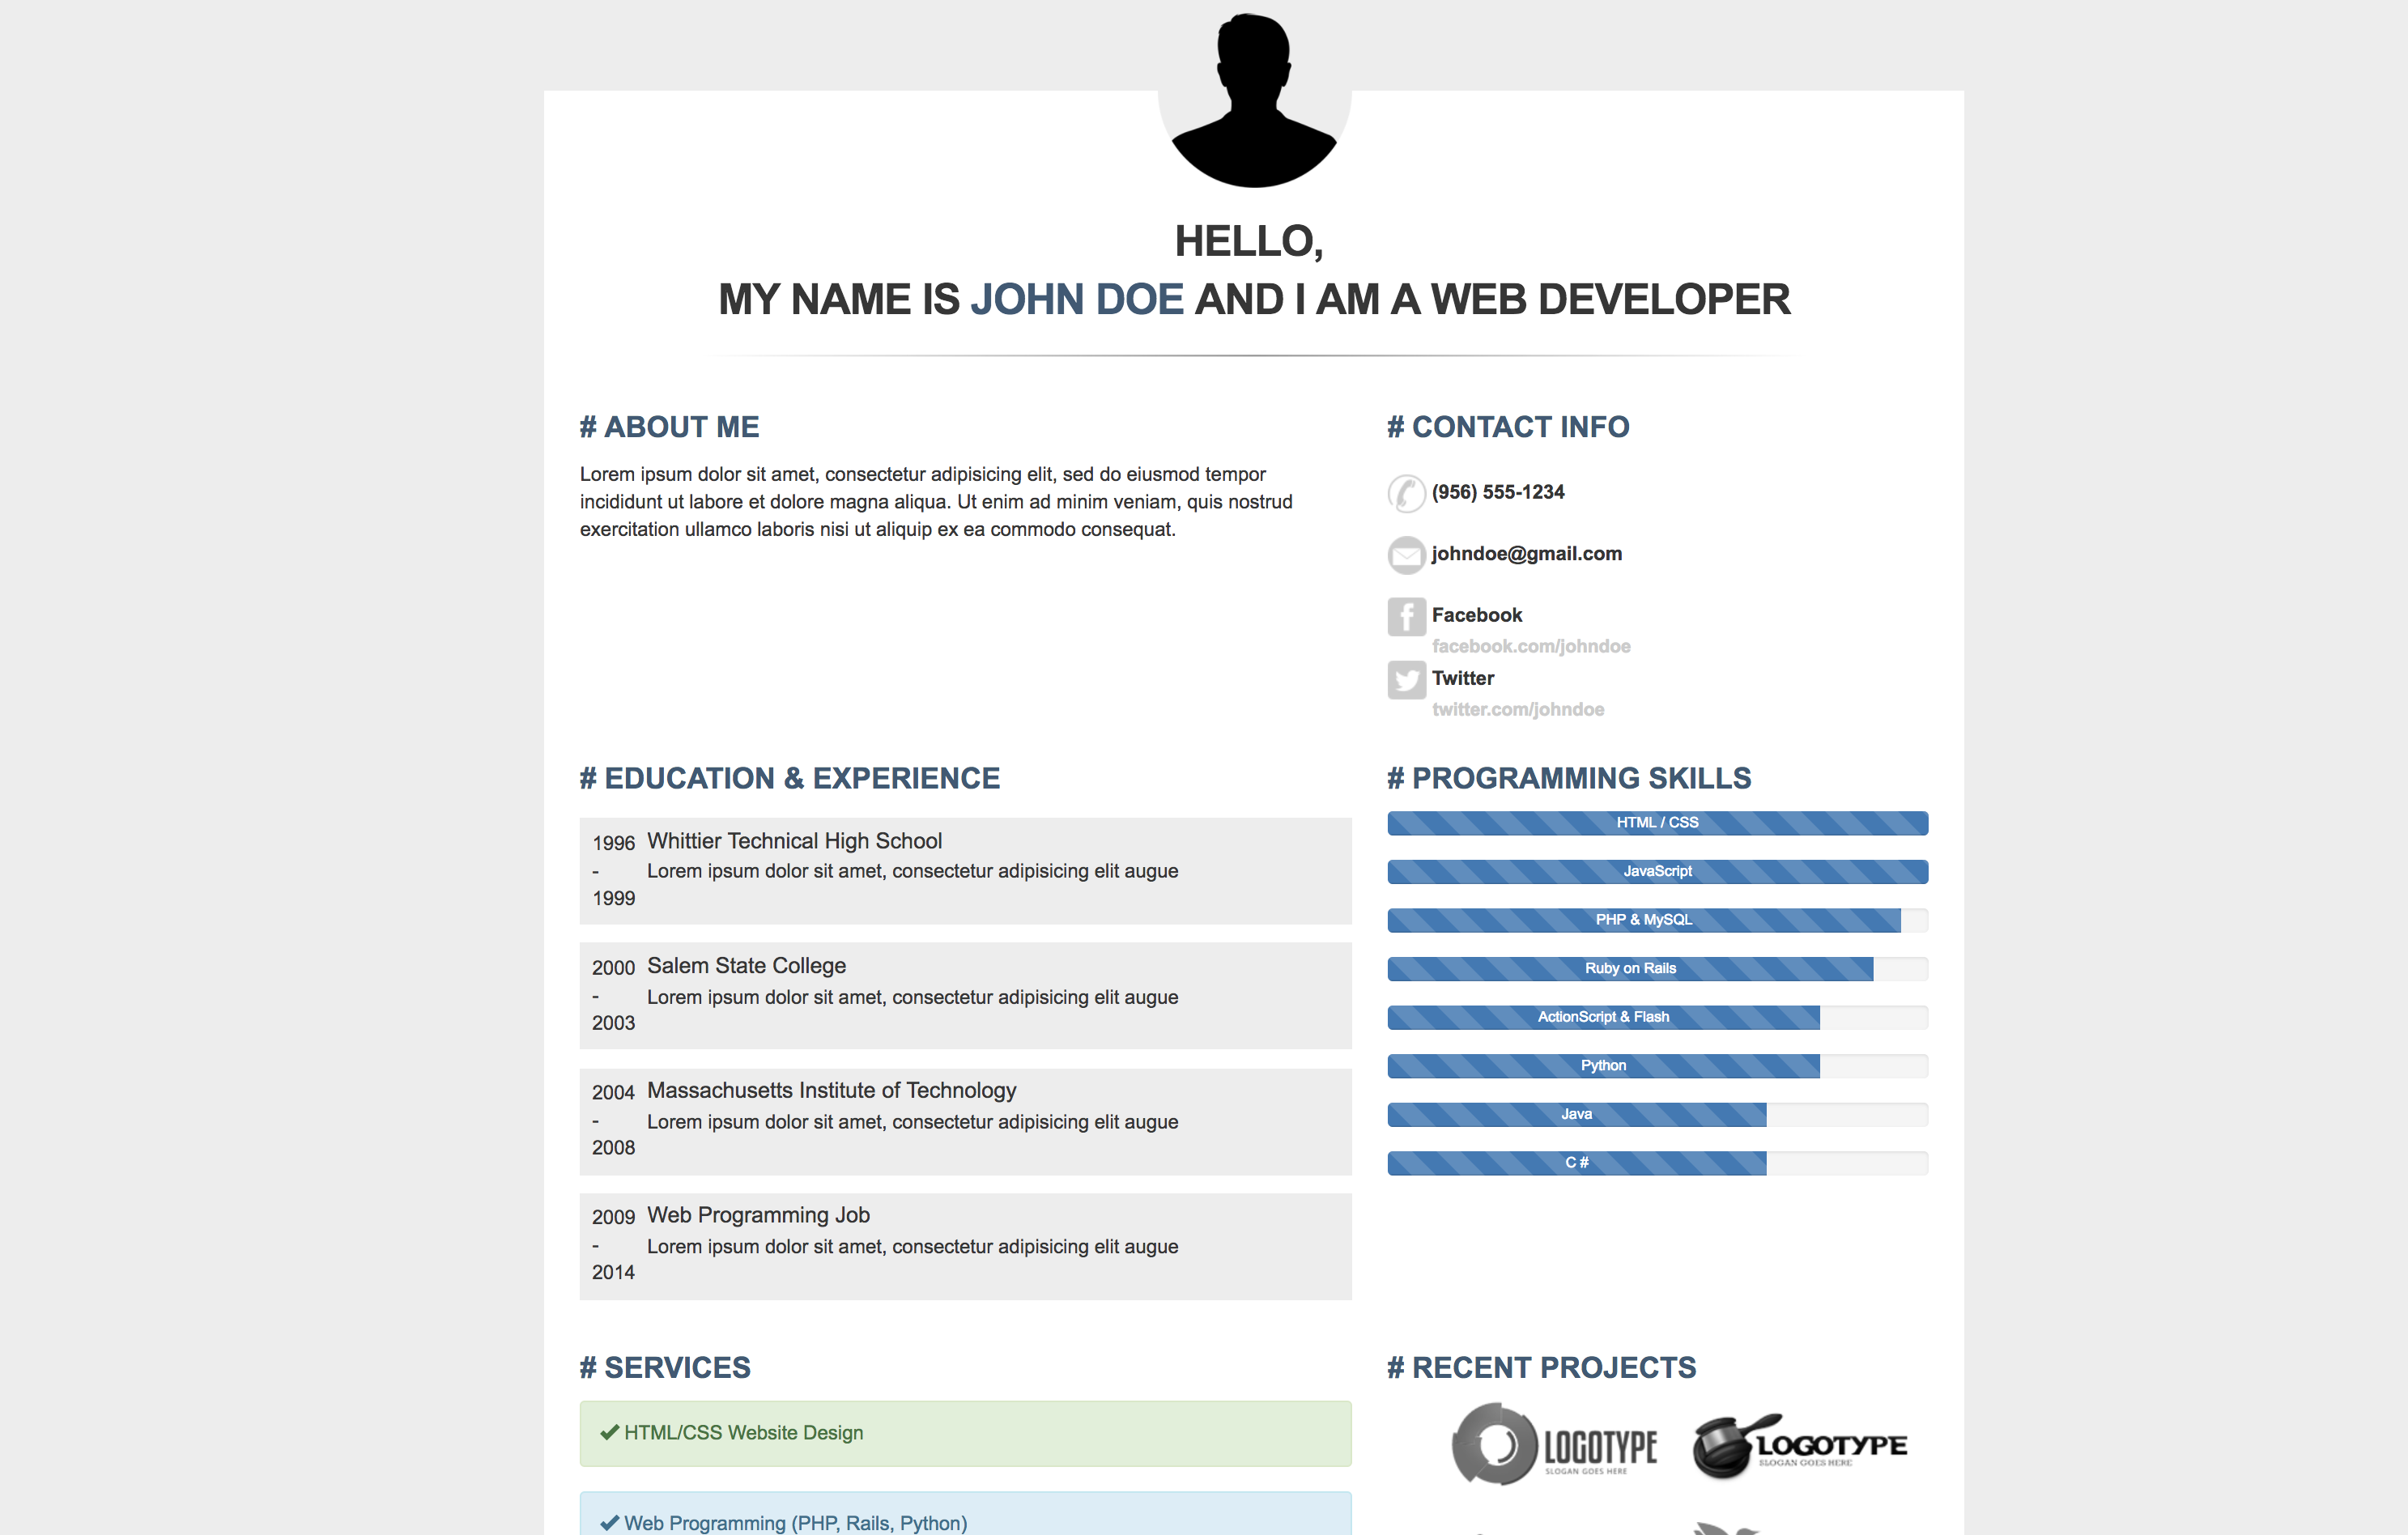 HELLO,
MY NAME IS JOHN DOE AND I AM A WEB DEVELOPER
# ABOUT ME
Lorem ipsum dolor sit amet, consectetur adipisicing elit, sed do eiusmod tempor
incididunt ut labore et dolore magna aliqua. Ut enim ad minim veniam, quis nostrud
exercitation ullamco laboris nisi ut aliquip ex ea commodo consequat.
# CONTACT INFO
(956) 555-1234
johndoe@gmail.com
Facebook
facebook.com/johndoe
Twitter
twitter.com/johndoe
# EDUCATION & EXPERIENCE
1996
-
1999
Whittier Technical High School
Lorem ipsum dolor sit amet, consectetur adipisicing elit augue
2000
-
2003
Salem State College
Lorem ipsum dolor sit amet, consectetur adipisicing elit augue
2004
-
2008
Massachusetts Institute of Technology
Lorem ipsum dolor sit amet, consectetur adipisicing elit augue
2009
-
2014
Web Programming Job
Lorem ipsum dolor sit amet, consectetur adipisicing elit augue
# PROGRAMMING SKILLS
HTML / CSS
JavaScript
PHP & MySQL
Ruby on Rails
ActionScript & Flash
Python
Java
C #
# SERVICES
HTML/CSS Website Design
Web Programming (PHP, Rails, Python)
# RECENT PROJECTS
LOGOTYPE
SLOGAN GOES HERE
LOGOTYPE
SLOGAN GOES HERE